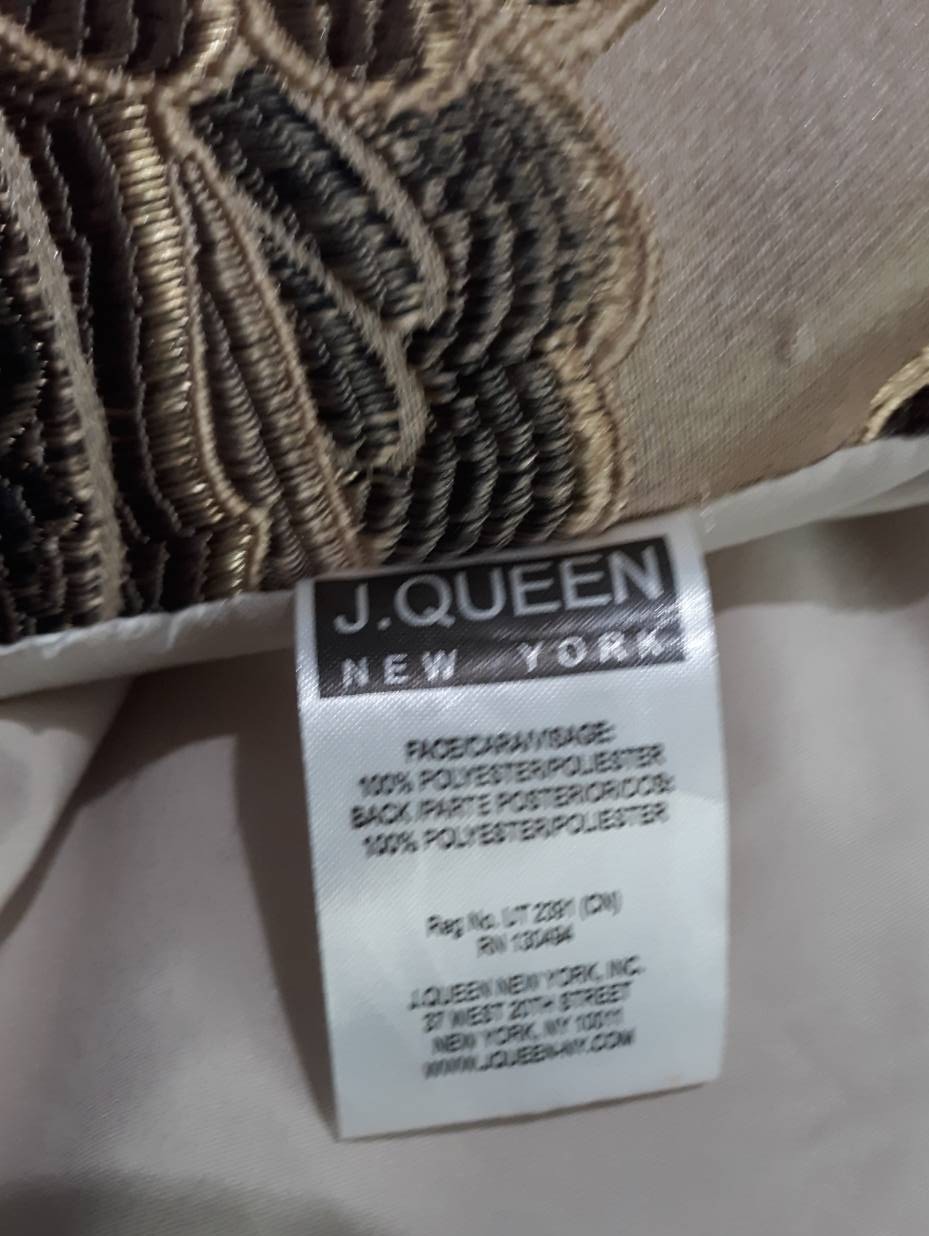 J.QUEEN
NEW YORK
FACE/CARA/VISAGE:
100% POLYESTER/POLIESTER
BACK /PARTE POSTERIOR/DOS:
100% POLYESTER/POLIESTER
Reg No. UT 2391 (CN)
RN 130494
J.QUEEN NEW YORK, INC.
37 WEST 20TH STREET
NEW YORK, NY 10011
WWW.JQUEEN-NY.COM